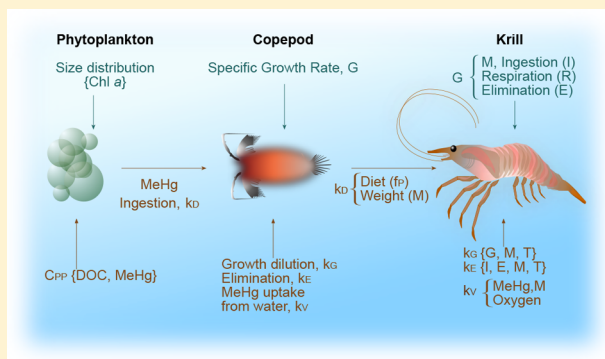 Phytoplankton
Size distribution
{Chl a}
CPP {DOC, MeHg}
MeHg
Ingestion, kD
Copepod
Specific Growth Rate, G
Growth dilution, kG
Elimination, kE
MeHg uptake
from water, kV
kD { Diet (fP)
Weight (M)
Krill
G { M, Ingestion (I)
Respiration (R)
Elimination (E)
kG {G, M, T}
kE {I, E, M, T}
kV { MeHg,M
Oxygen